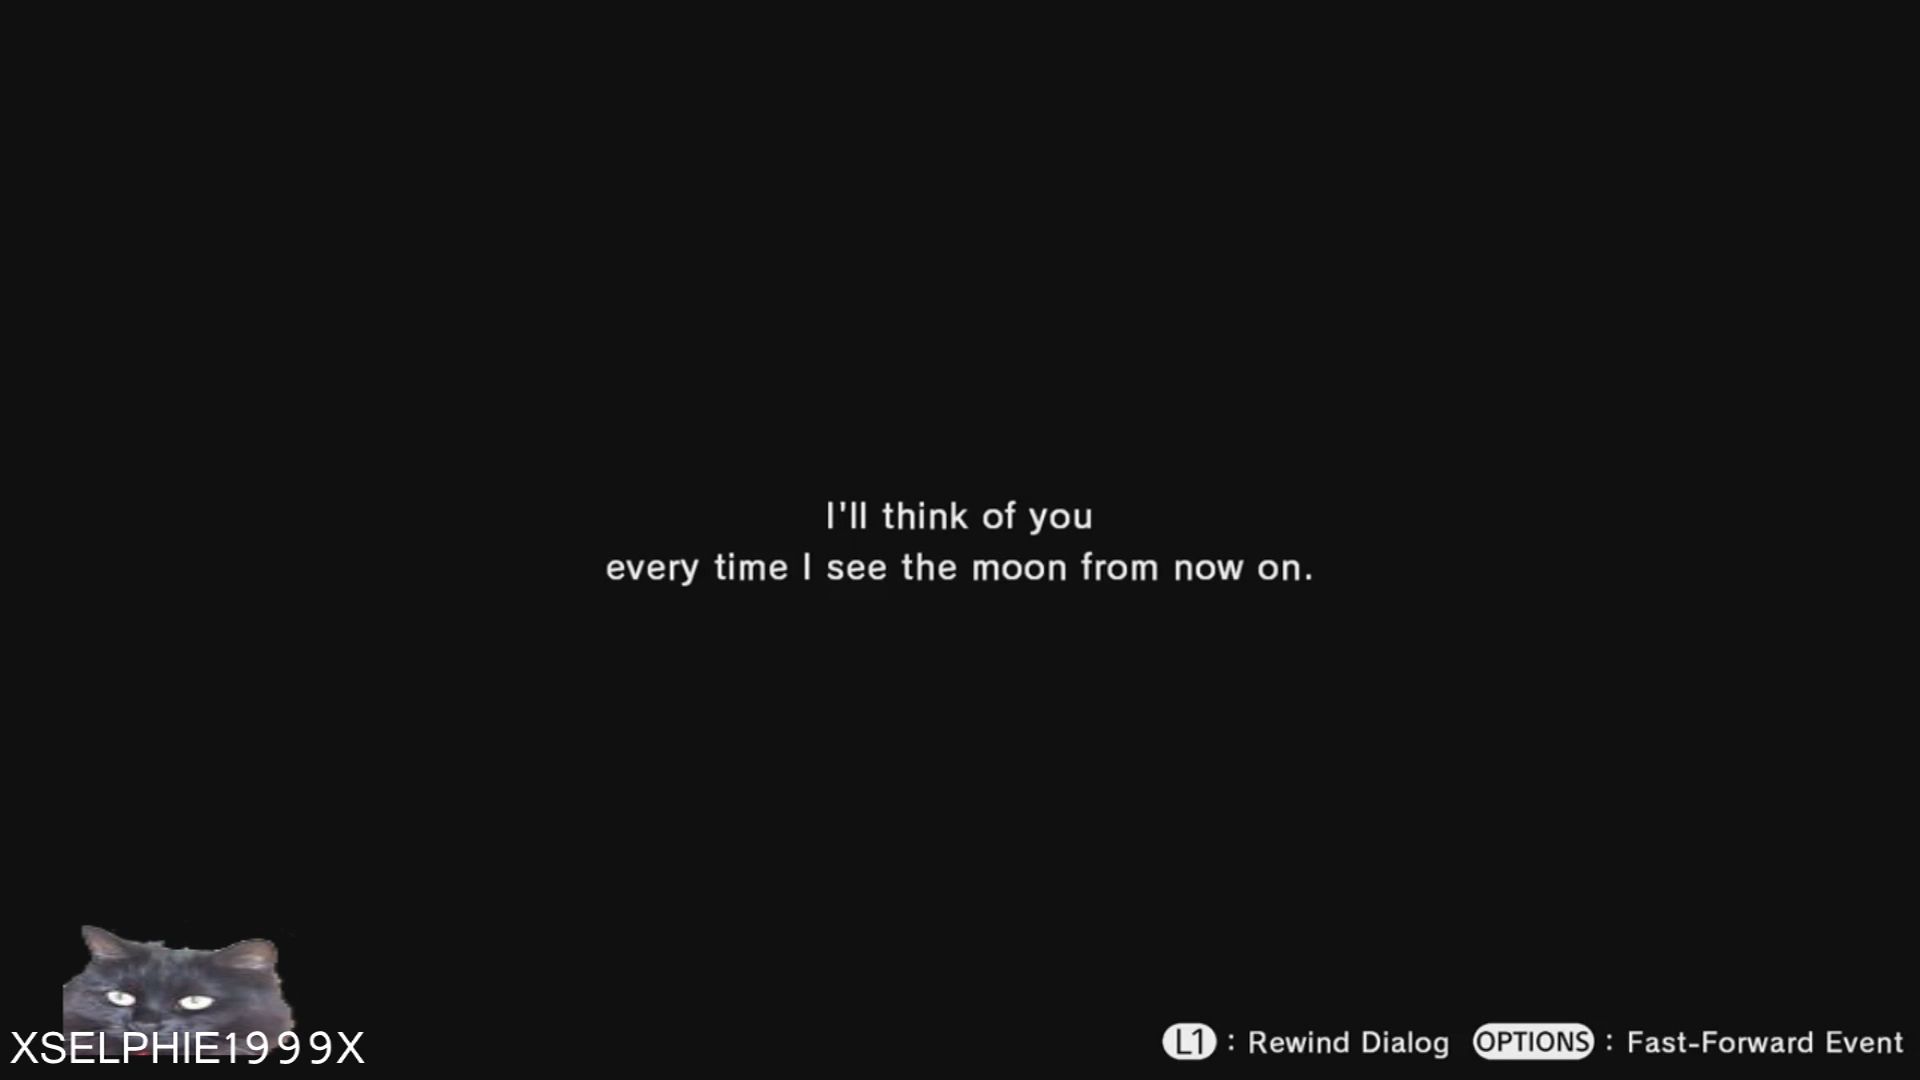 I'll think of you
every time I see the moon from now on.
XSELPHIE1999X
L1 : Rewind Dialog OPTIONS : Fast-Forward Event